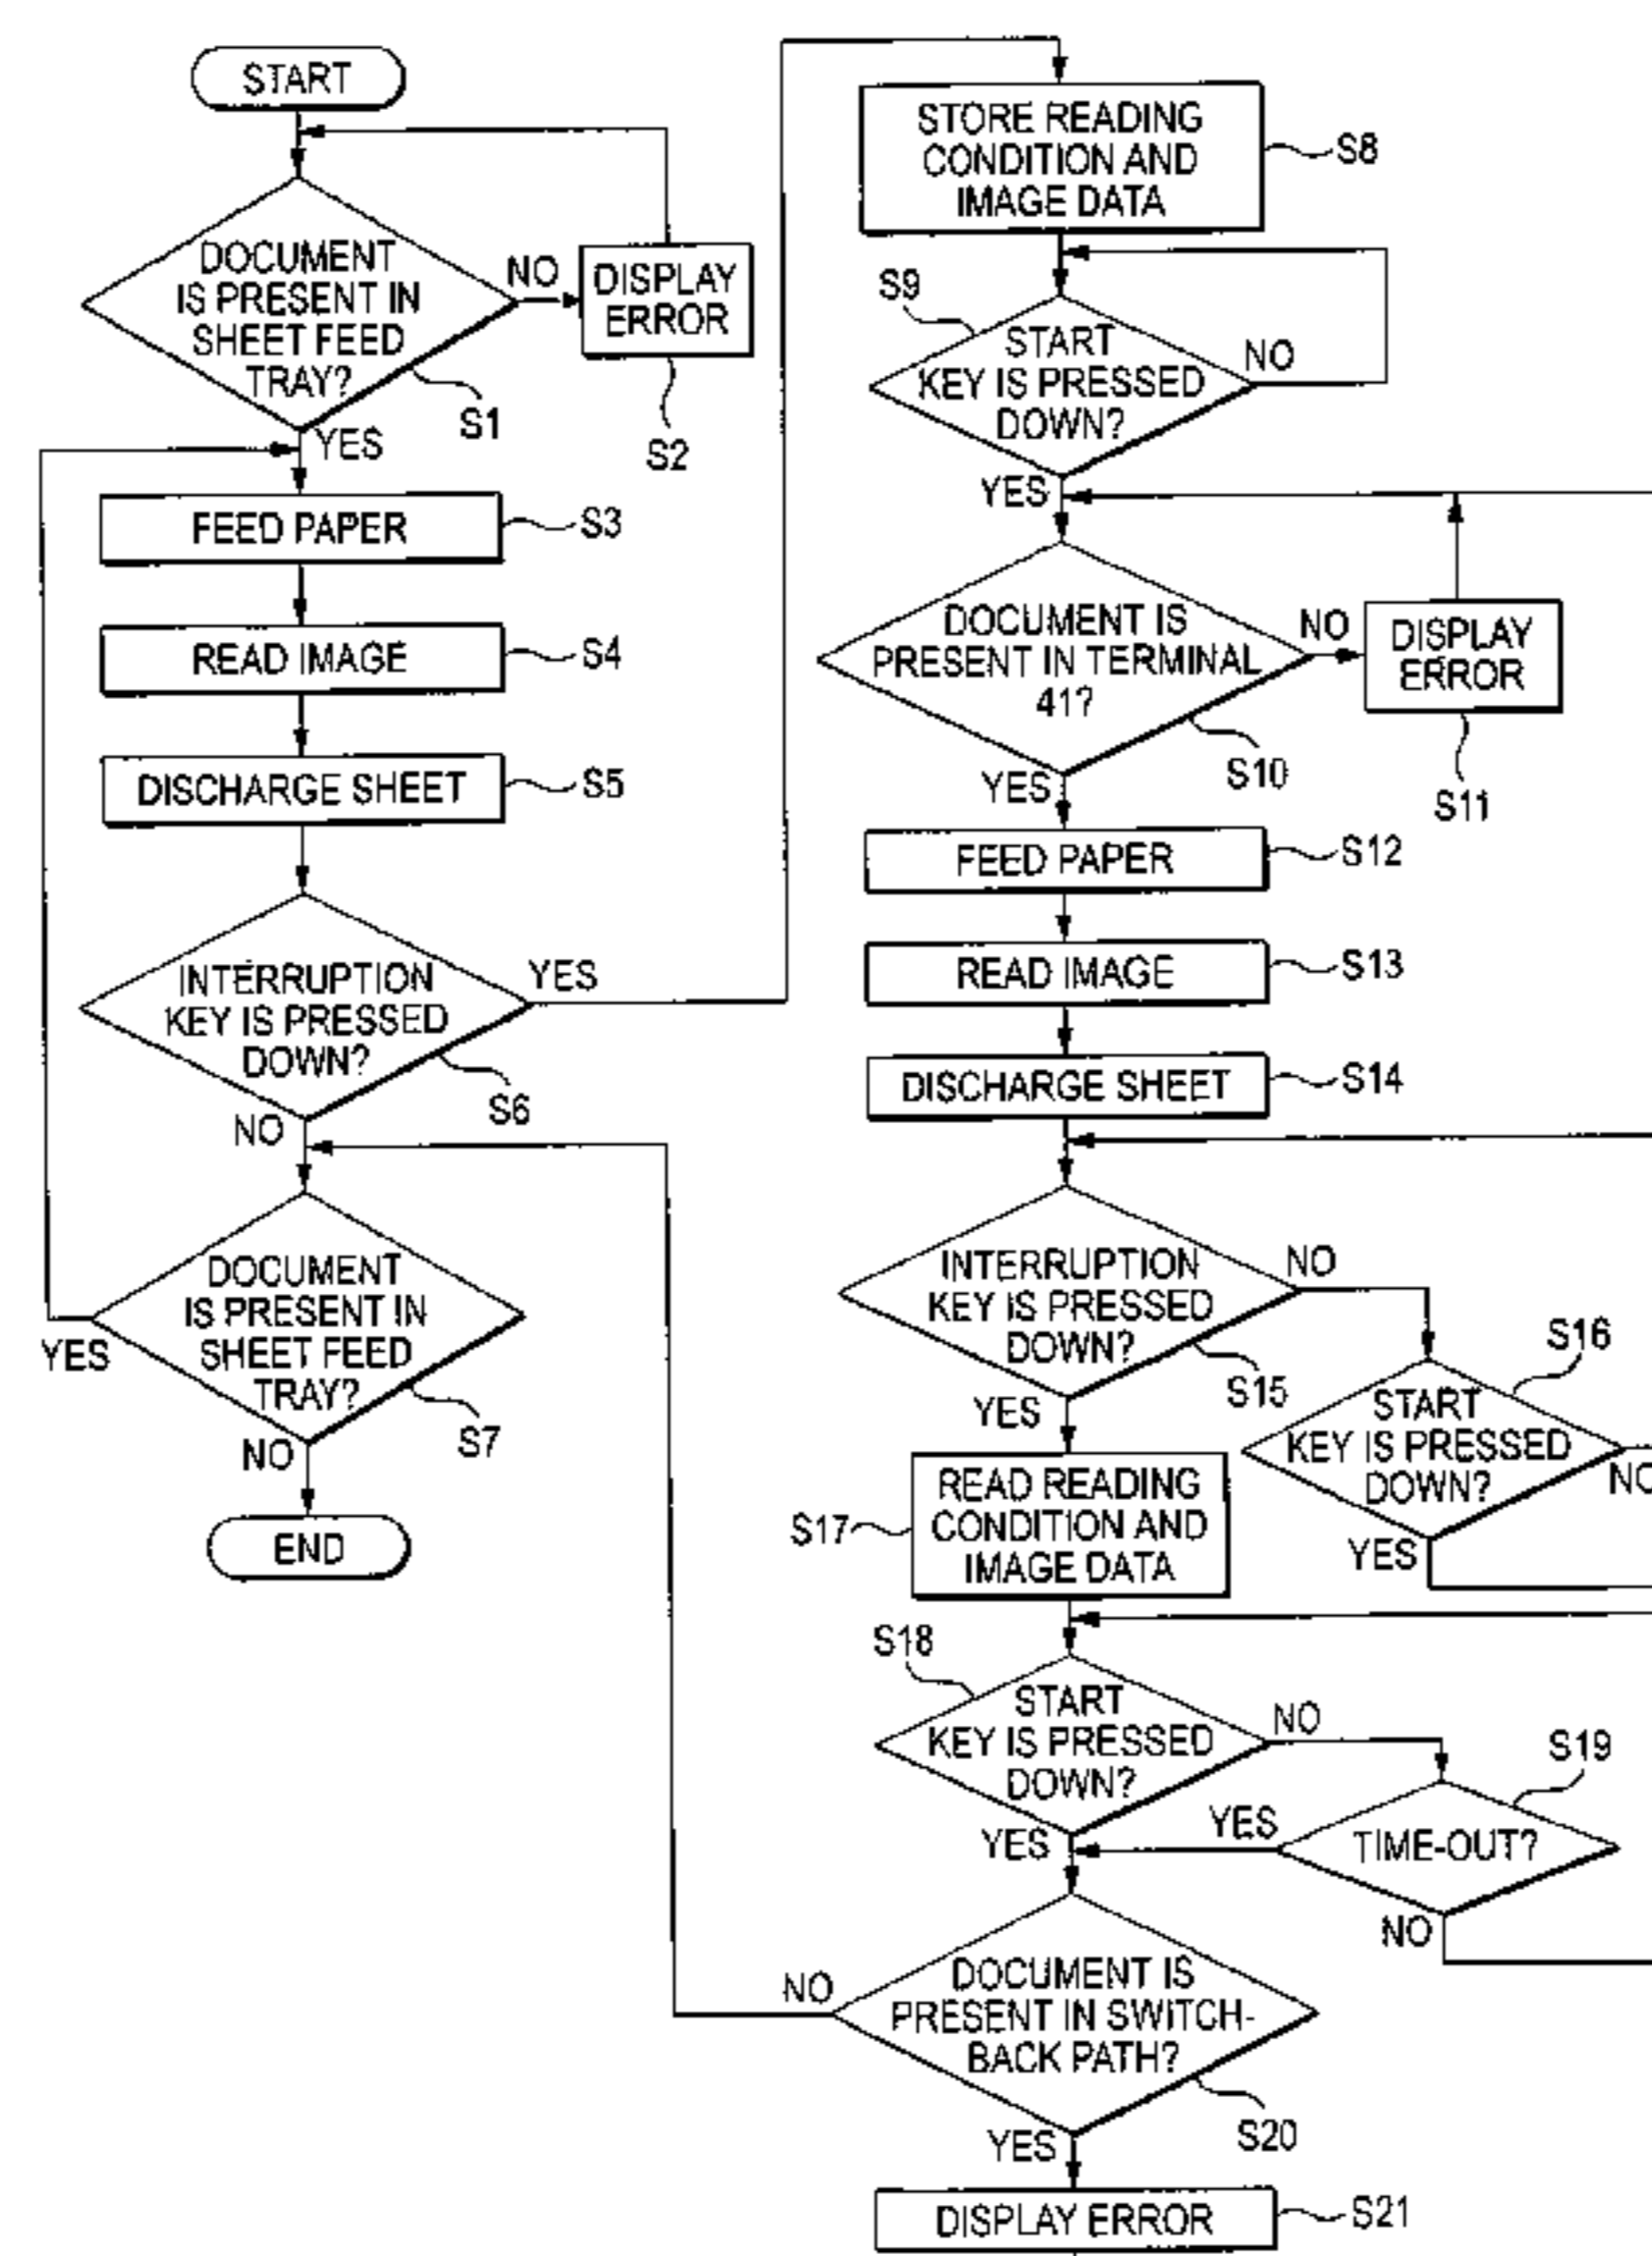 START
DOCUMENT
IS PRESENT IN
SHEET FEED
TRAY?
S1
NO
DISPLAY
ERROR
S2
YES
FEED PAPER
S3
READ IMAGE
S4
DISCHARGE SHEET
S5
INTERRUPTION
KEY IS PRESSED
DOWN?
YES
S6
NO
DOCUMENT
IS PRESENT IN
SHEET FEED
TRAY?
YES
S7
NO
END
STORE READING
CONDITION AND
IMAGE DATA
S8
S9
START
KEY IS PRESSED
DOWN?
NO
YES
DOCUMENT IS
PRESENT IN TERMINAL
41?
NO
DISPLAY
ERROR
S10
S11
YES
FEED PAPER
S12
READ IMAGE
S13
DISCHARGE SHEET
S14
INTERRUPTION
KEY IS PRESSED
DOWN?
NO
S15
YES
S16
START
KEY IS PRESSED
DOWN?
NO
YES
S17
READ READING
CONDITION AND
IMAGE DATA
S18
START
KEY IS PRESSED
DOWN?
NO
S19
YES
YES
TIME-OUT?
NO
DOCUMENT IS
PRESENT IN SWITCH-
BACK PATH?
NO
S20
YES
DISPLAY ERROR
S21